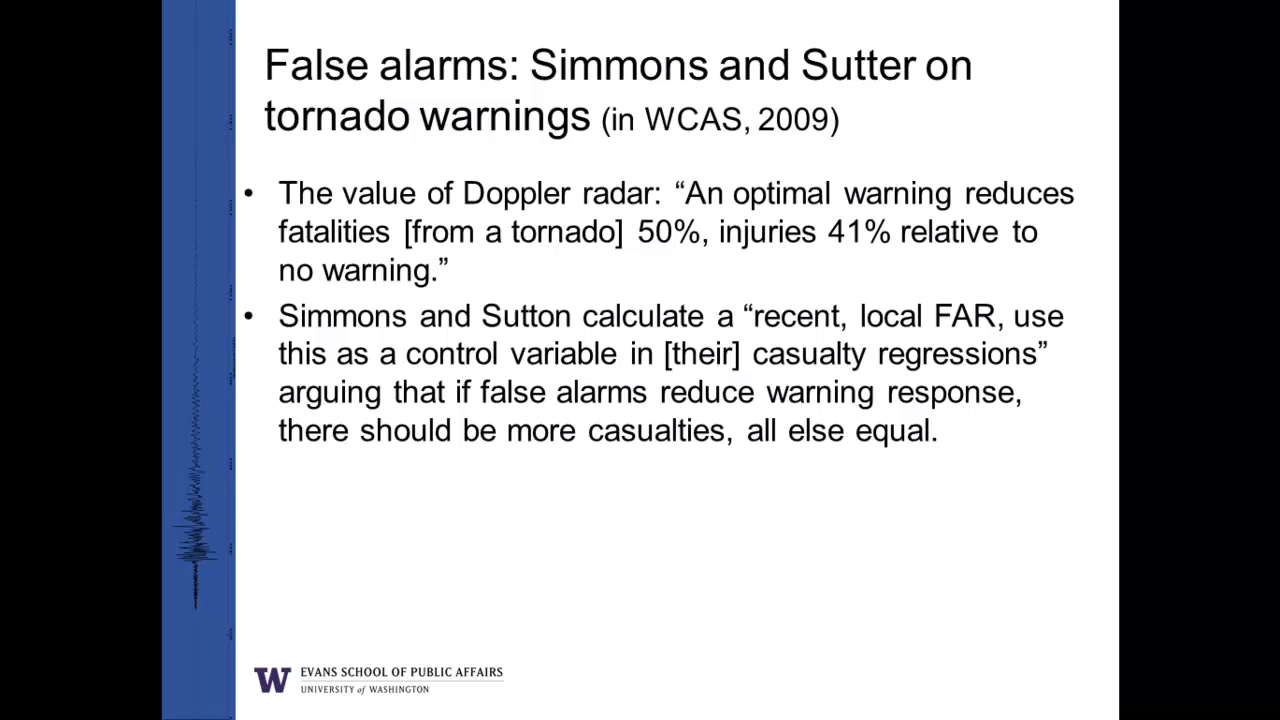 False alarms: Simmons and Sutter on
tornado warnings (in WCAS, 2009)
• The value of Doppler radar: “An optimal warning reduces
fatalities [from a tornado] 50%, injuries 41% relative to
no warning.”
• Simmons and Sutton calculate a “recent, local FAR, use
this as a control variable in [their] casualty regressions”
arguing that if false alarms reduce warning response,
there should be more casualties, all else equal.
W EVANS SCHOOL OF PUBLIC AFFAIRS
UNIVERSITY of WASHINGTON